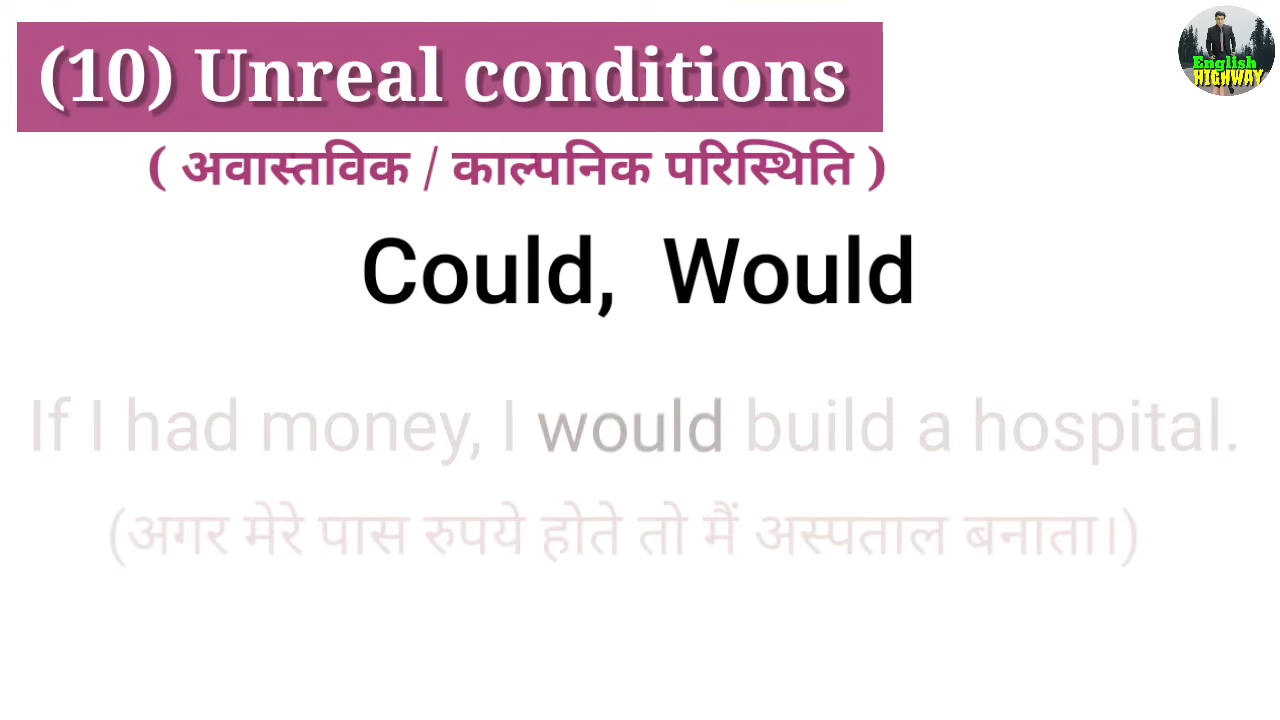 (10) Unreal conditions
English
HIGHWAY
( अवास्तविक / काल्पनिक परिस्थिति )
Could, Would
If I had money, I would build a hospital.
(अगर मेरे पास रुपये होते तो मैं अस्पताल बनाता।)